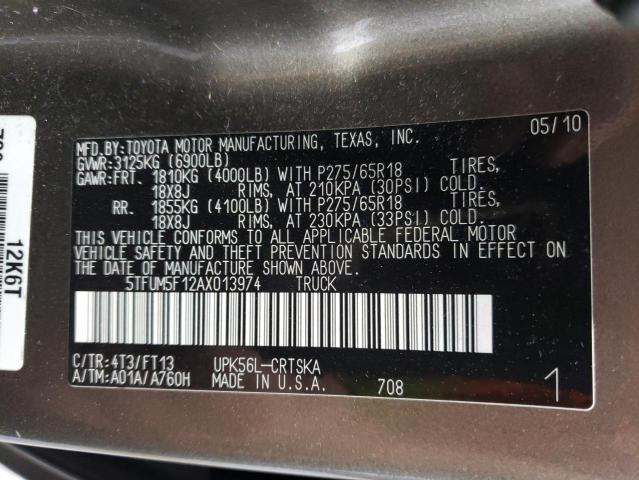 MFD.BY:TOYOTA MOTOR MANUFACTURING, TEXAS, INC. 05/10
GVWR:3125KG (6900LB)
GAWR:FRT. 1810KG (4000LB) WITH P275/65R18 TIRES,
18X8J RIMS, AT 210KPA (30PSI) COLD.
RR. 1855KG (4100LB) WITH P275/65R18 TIRES,
18X8J RIMS, AT 230KPA (33PSI) COLD.
THIS VEHICLE CONFORMS TO ALL APPLICABLE FEDERAL MOTOR
VEHICLE SAFETY AND THEFT PREVENTION STANDARDS IN EFFECT ON
THE DATE OF MANUFACTURE SHOWN ABOVE.
5TFUM5F12AX013974 TRUCK
C/TR:4T3/FT13 UPK56L-CRTSKA
A/TM:A01A/A760H MADE IN U.S.A. 708 1
12K6T